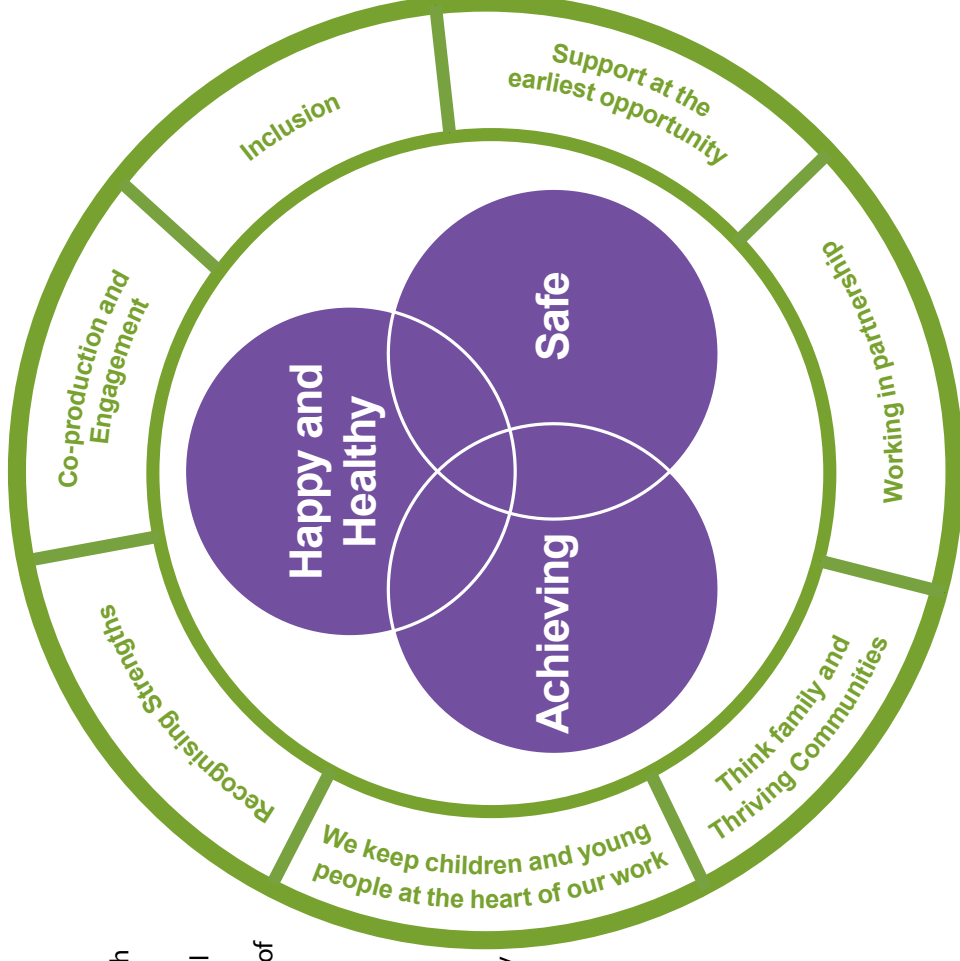 Happy and
Healthy
Achieving
Safe
Co-production and
Engagement
Inclusion
Support at the
earliest opportunity
Working in partnership
Think family and
Thriving Communities
We keep children and young
people at the heart of our work
Recognising Strengths
of